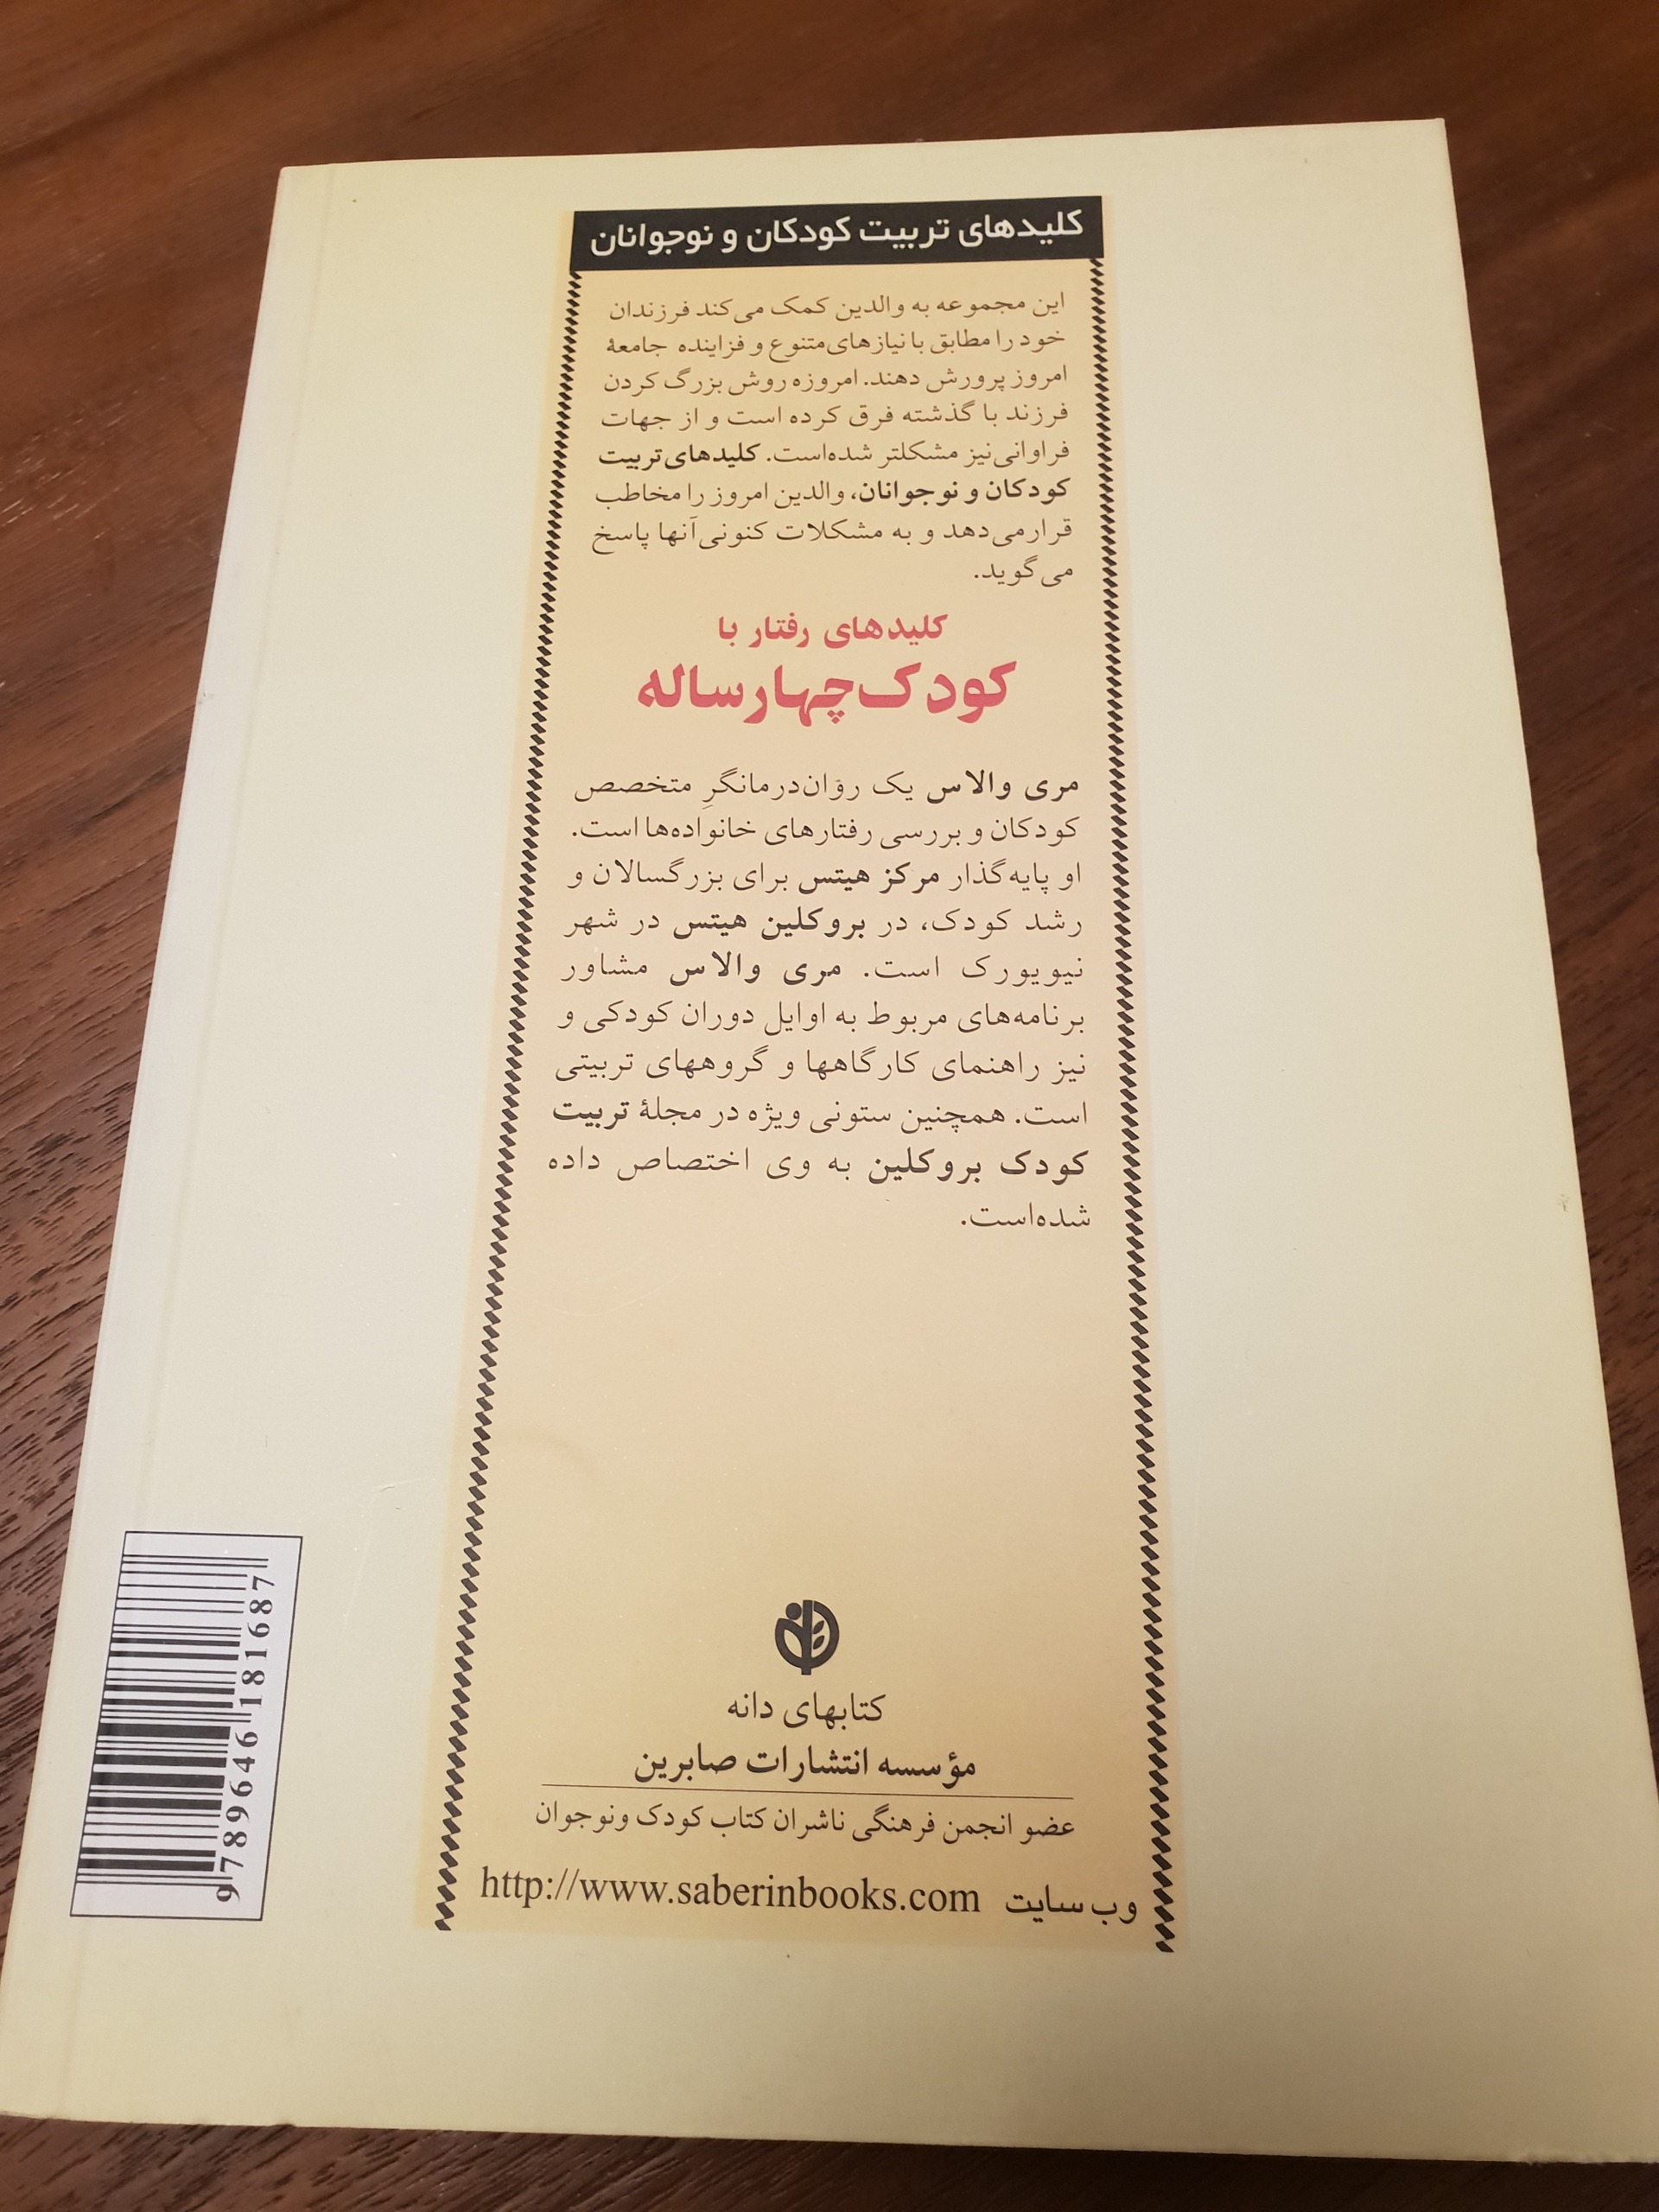 کلیدهای تربیت کودکان و نوجوانان
این مجموعه به والدین کمک می‌کند فرزندان
خود را مطابق با نیازهای متنوع و فزاینده جامعهٔ
امروز پرورش دهند. امروزه روش بزرگ کردن
فرزند با گذشته فرق کرده است و از جهات
فراوانی نیز مشکلتر شده‌است. کلیدهای تربیت
کودکان و نوجوانان، والدین امروز را مخاطب
قرار می‌دهد و به مشکلات کنونی آنها پاسخ
می‌گوید.
کلیدهای رفتار با
کودک چهارساله
مری والاس یک روَان‌درمانگرِ متخصص
کودکان و بررسی رفتارهای خانواده‌ها است.
او پایه‌گذار مرکز هیتس برای بزرگسالان و
رشد کودک، در بروکلین هیتس در شهر
نیویورک است. مری والاس مشاور
برنامه‌های مربوط به اوایل دوران کودکی و
نیز راهنمای کارگاهها و گروههای تربیتی
است. همچنین ستونی ویژه در مجلهٔ تربیت
کودک بروکلین به وی اختصاص داده
شده‌است.
کتابهای دانه
مؤسسه انتشارات صابرین
عضو انجمن فرهنگی ناشران کتاب کودک ونوجوان
وب سایت http://www.saberinbooks.com
9 789646 181687